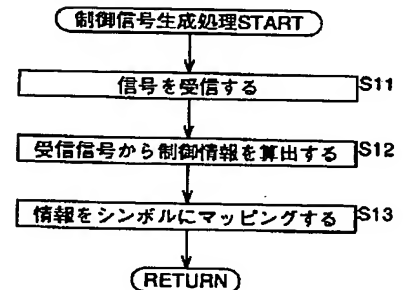 制御信号生成処理START
信号を受信する S11
受信信号から制御情報を算出する S12
情報をシンボルにマッピングする S13
RETURN